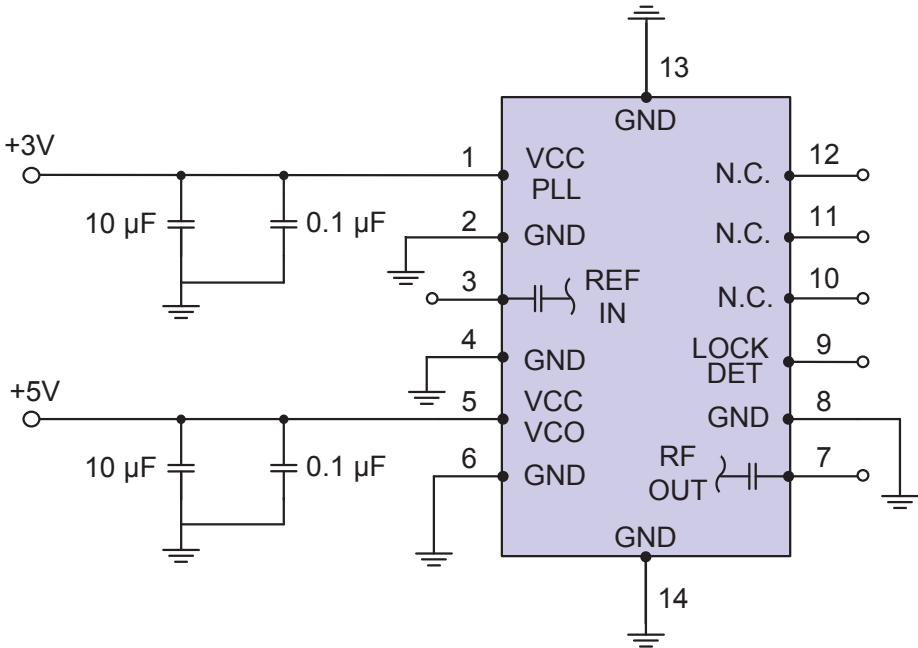 13
GND
+3V
1
VCC
PLL
12
N.C.
10 µF
0.1 µF
2
GND
11
N.C.
3
REF
IN
10
N.C.
4
GND
LOCK
DET
9
+5V
5
VCC
VCO
8
GND
10 µF
0.1 µF
6
GND
RF
OUT
7
GND
14